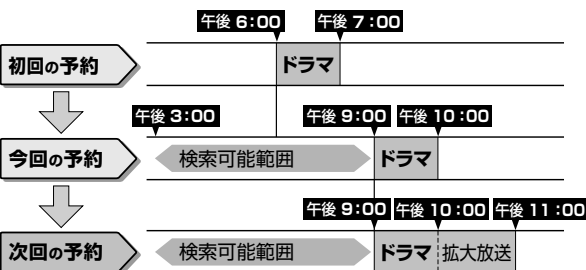 午後 6:00 午後 7:00
初回の予約 ドラマ
午後 3:00 午後 9:00 午後 10:00
今回の予約 検索可能範囲 ドラマ
午後 9:00 午後 10:00 午後 11:00
次回の予約 検索可能範囲 ドラマ 拡大放送